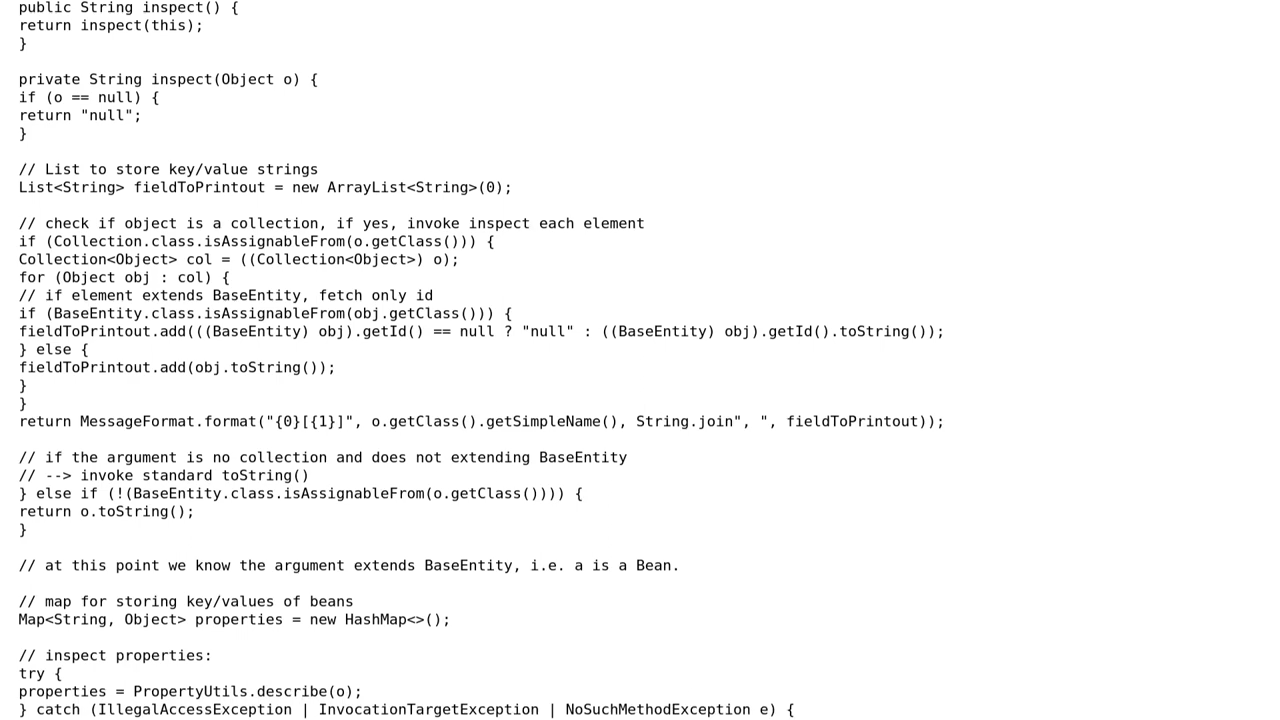 public String inspect() {
return inspect(this);
}

private String inspect(Object o) {
if (o == null) {
return "null";
}

// List to store key/value strings
List<String> fieldToPrintout = new ArrayList<String>(0);

// check if object is a collection, if yes, invoke inspect each element
if (Collection.class.isAssignableFrom(o.getClass())) {
Collection<Object> col = ((Collection<Object>) o);
for (Object obj : col) {
// if element extends BaseEntity, fetch only id
if (BaseEntity.class.isAssignableFrom(obj.getClass())) {
fieldToPrintout.add(((BaseEntity) obj).getId() == null ? "null" : ((BaseEntity) obj).getId().toString());
} else {
fieldToPrintout.add(obj.toString());
}
}
return MessageFormat.format("{0}[{1}]", o.getClass().getSimpleName(), String.join", ", fieldToPrintout));

// if the argument is no collection and does not extending BaseEntity
// --> invoke standard toString()
} else if (!(BaseEntity.class.isAssignableFrom(o.getClass()))) {
return o.toString();
}

// at this point we know the argument extends BaseEntity, i.e. a is a Bean.

// map for storing key/values of beans
Map<String, Object> properties = new HashMap<>();

// inspect properties:
try {
properties = PropertyUtils.describe(o);
} catch (IllegalAccessException | InvocationTargetException | NoSuchMethodException e) {